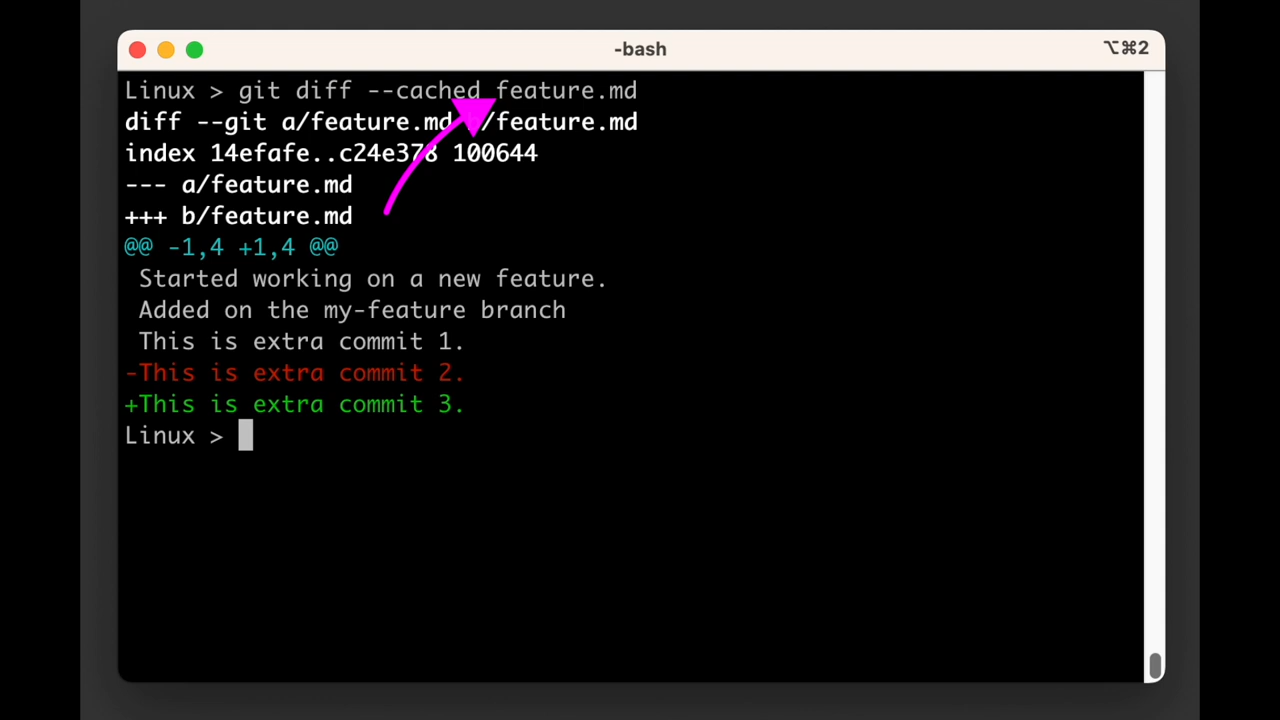 -bash
⌥⌘2
Linux > git diff --cached feature.md
diff --git a/feature.md b/feature.md
index 14efafe..c24e378 100644
--- a/feature.md
+++ b/feature.md
@@ -1,4 +1,4 @@
 Started working on a new feature.
 Added on the my-feature branch
 This is extra commit 1.
-This is extra commit 2.
+This is extra commit 3.
Linux >